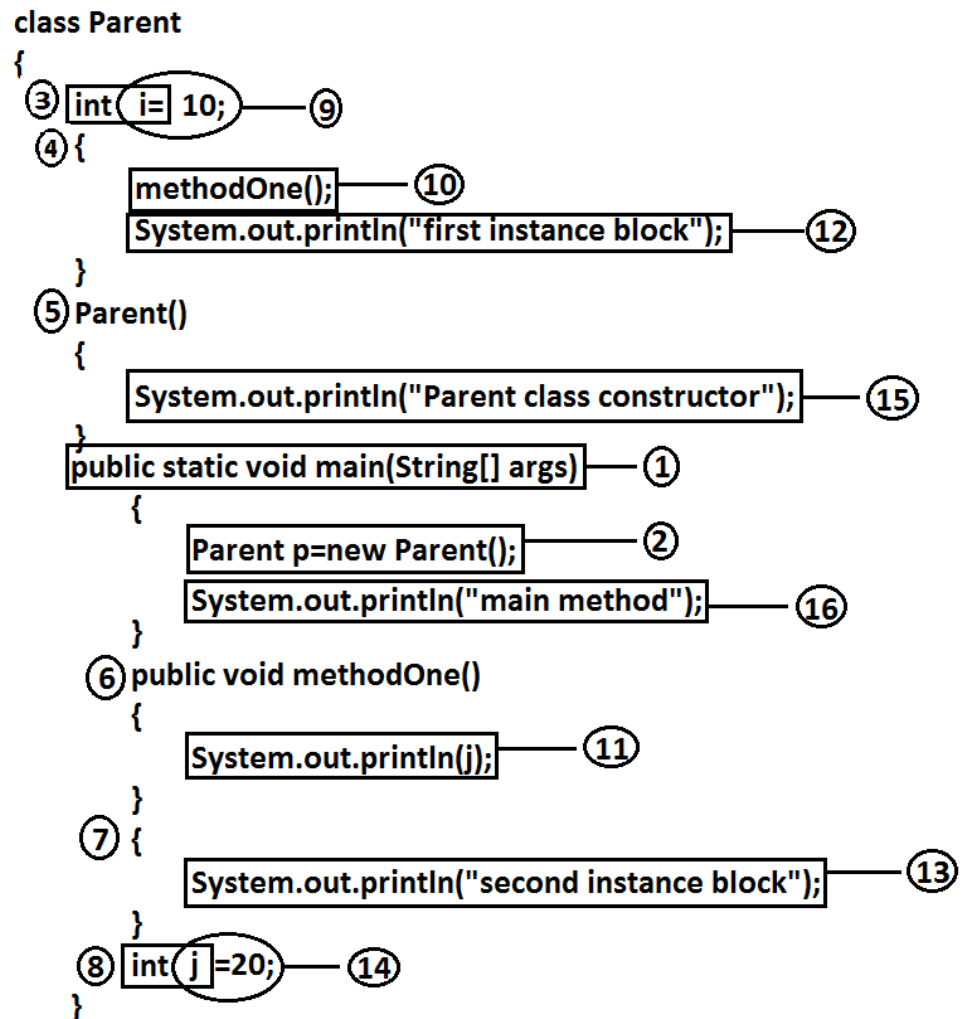 class Parent
{
③ int i= 10; ⑨
④ {
methodOne(); ⑩
System.out.println("first instance block"); ⑫
}
⑤ Parent()
{
System.out.println("Parent class constructor"); ⑮
}
public static void main(String[] args) ①
{
Parent p=new Parent(); ②
System.out.println("main method"); ⑯
}
⑥ public void methodOne()
{
System.out.println(j); ⑪
}
⑦ {
System.out.println("second instance block"); ⑬
}
⑧ int j =20; ⑭
}